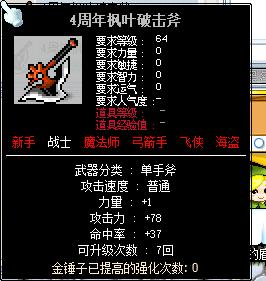 4周年枫叶破击斧
要求等级： 64
要求力量： 0
要求敏捷： 0
要求智力： 0
要求运气： 0
要求人气度： -
道具等级： -
道具经验值： -
新手 战士 魔法师 弓箭手 飞侠 海盗
武器分类 ： 单手斧
攻击速度 ： 普通
力量 ： +1
攻击力 ： +78
命中率 ： +37
可升级次数 ： 7回
金锤子已提高的强化次数: 0